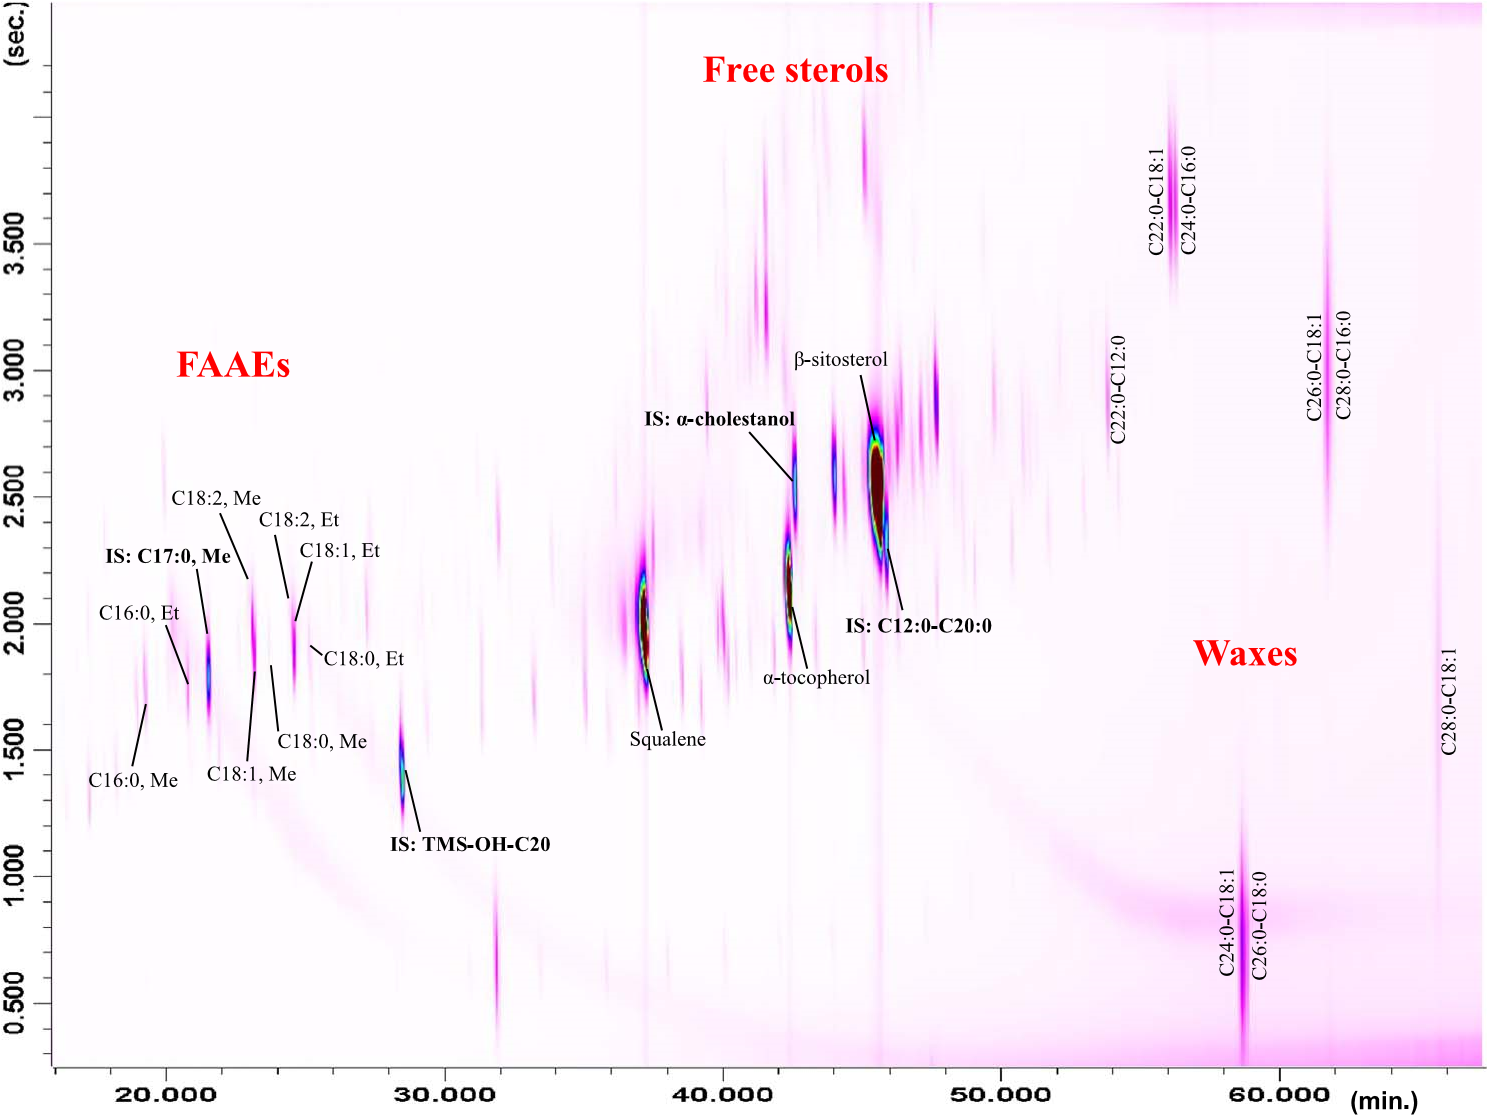 (sec.)
Free sterols
C22:0-C18:1
C24:0-C16:0
3.500
C26:0-C18:1
C28:0-C16:0
C22:0-C12:0
FAAEs
β-sitosterol
3.000
IS: α-cholestanol
2.500
C18:2, Me
C18:2, Et
C18:1, Et
IS: C17:0, Me
C16:0, Et
2.000
IS: C12:0-C20:0
Waxes
C18:0, Et
α-tocopherol
C28:0-C18:1
Squalene
C18:0, Me
1.500
C16:0, Me
C18:1, Me
IS: TMS-OH-C20
1.000
C24:0-C18:1
C26:0-C18:0
0.500
20.000
30.000
40.000
50.000
60.000
(min.)